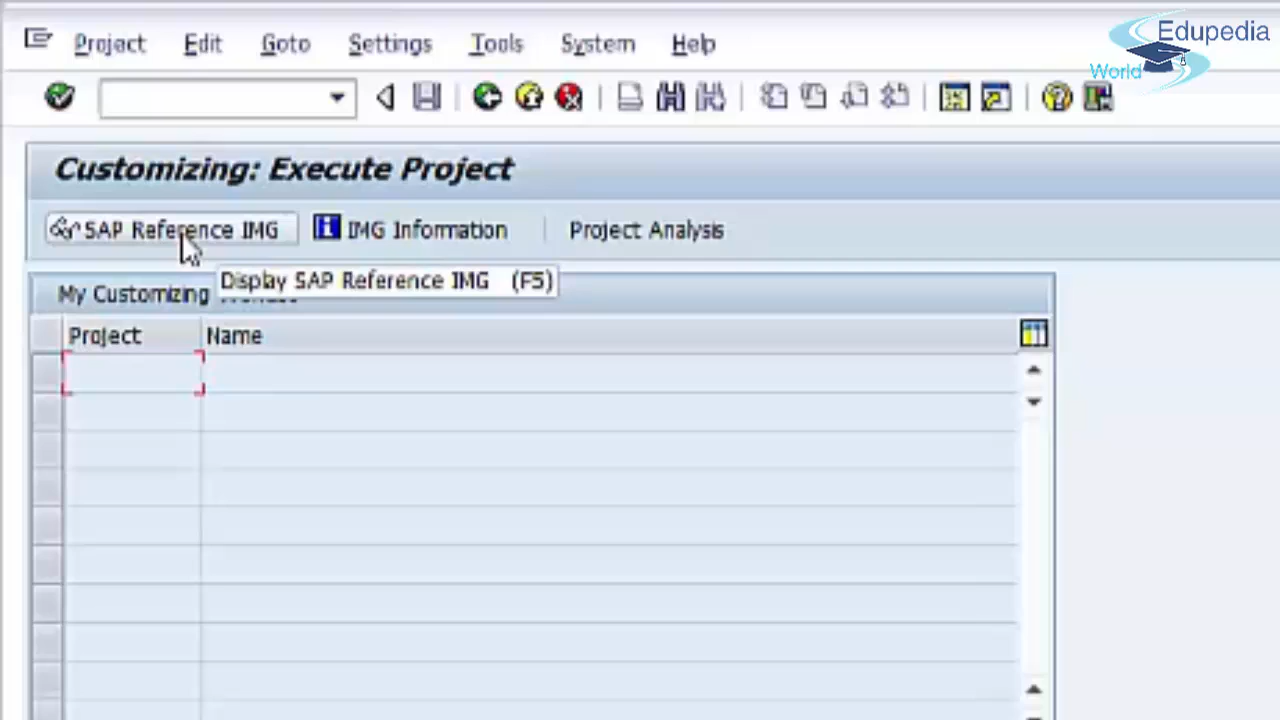 Project Edit Goto Settings Tools System Help
Edupedia
World
Customizing: Execute Project
SAP Reference IMG IMG Information Project Analysis
Display SAP Reference IMG (F5)
My Customizing
Project Name